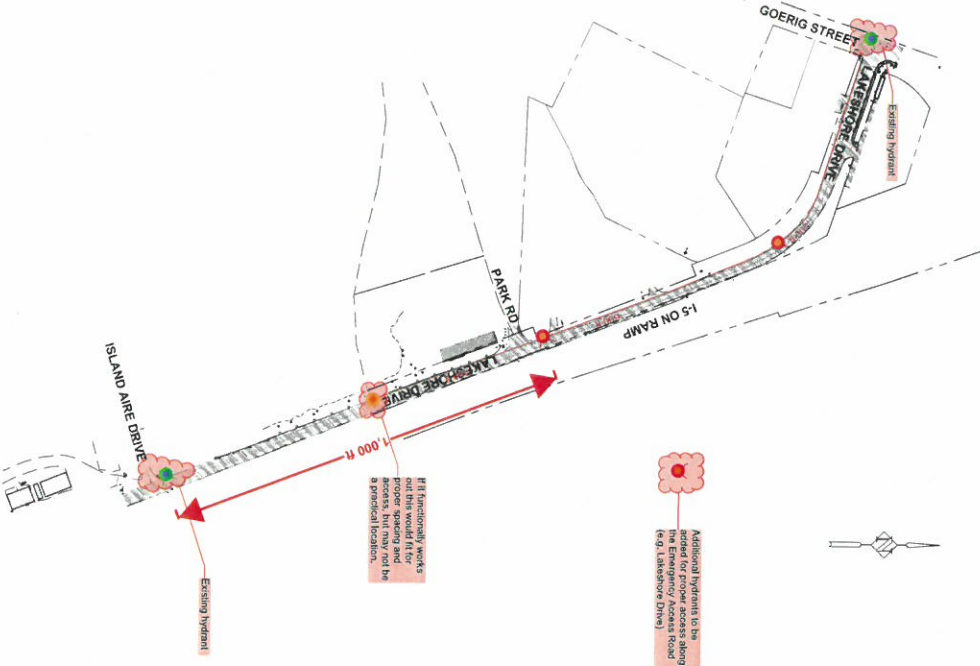 GOERIG STREET
LAKESHORE DRIVE
Existing hydrant
I-5 ON RAMP
PARK RD
LAKESHORE DRIVE
ISLAND AIRE DRIVE
1,000 ft
If it functionally works
out this would fit for
proper spacing and
access, but may not be
a practical location.
Existing hydrant
Additional hydrants to be
added for proper access along
the Emergency Access Road
(e.g. Lakeshore Drive)